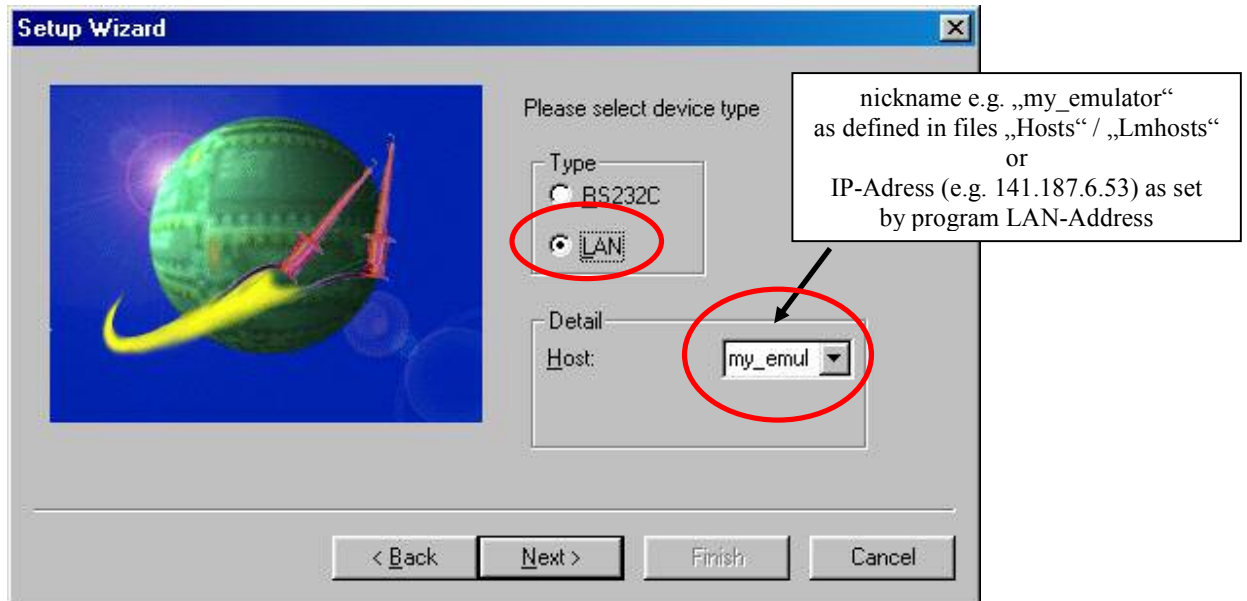 Setup Wizard
Please select device type
Type
RS232C
LAN
Detail
Host:
my_emul
< Back
Next >
Finish
Cancel
nickname e.g. „my_emulator“
as defined in files „Hosts“ / „Lmhosts“
or
IP-Adress (e.g. 141.187.6.53) as set
by program LAN-Address